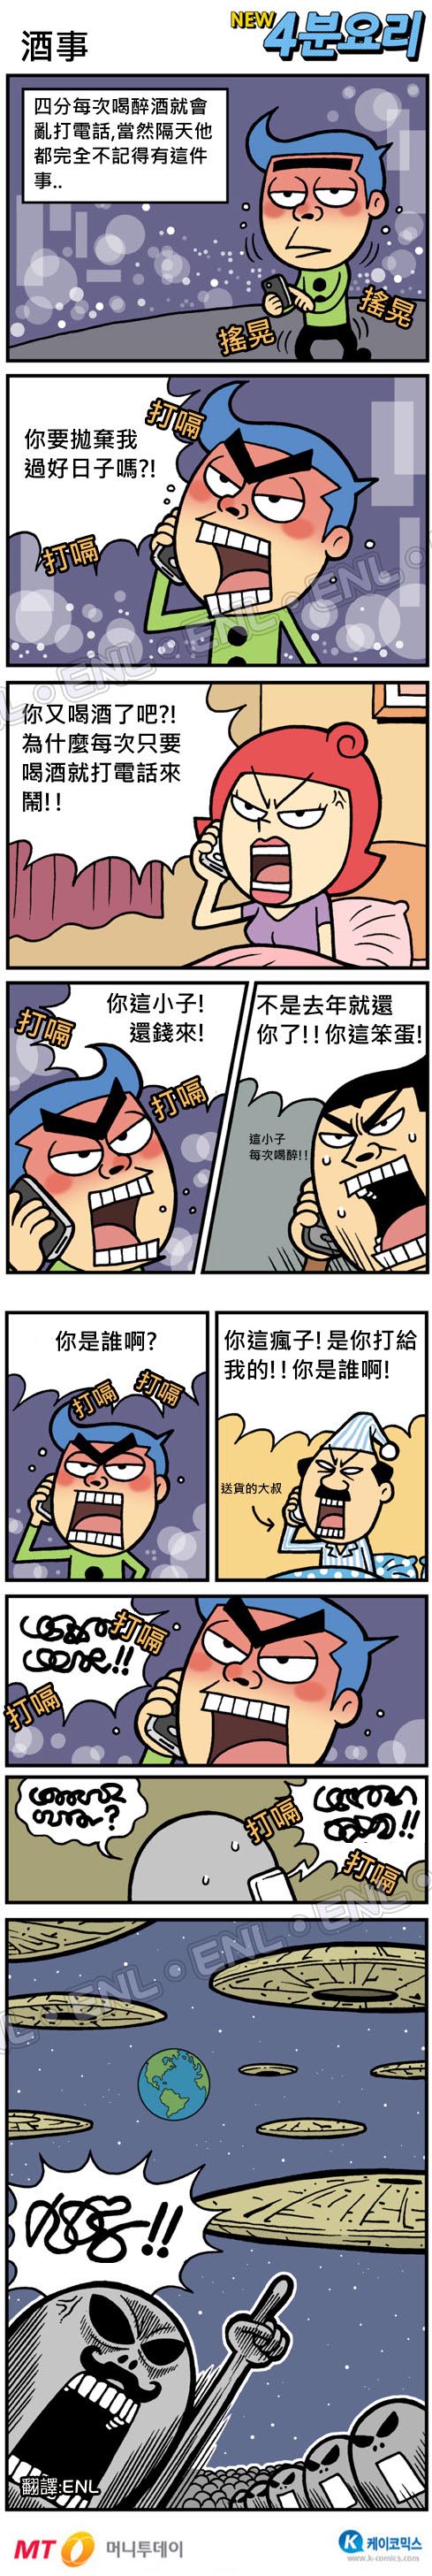 酒事
NEW 4분요리
四分每次喝醉酒就會
亂打電話,當然隔天他
都完全不記得有這件
事..
搖晃
搖晃
打嗝
你要拋棄我
過好日子嗎?!
打嗝
ENL
你又喝酒了吧?!
為什麼每次只要
喝酒就打電話來
鬧!!
你這小子!
還錢來!
打嗝
打嗝
不是去年就還
你了!!你這笨蛋!
這小子
每次喝醉!!
你是誰啊?
打嗝
打嗝
你這瘋子!是你打給
我的!!你是誰啊!
送貨的大叔
!!
打嗝
打嗝
?
打嗝
!!
打嗝
ENL
!!
翻譯:ENL
MT 머니투데이
케이코믹스
www.k-comics.com